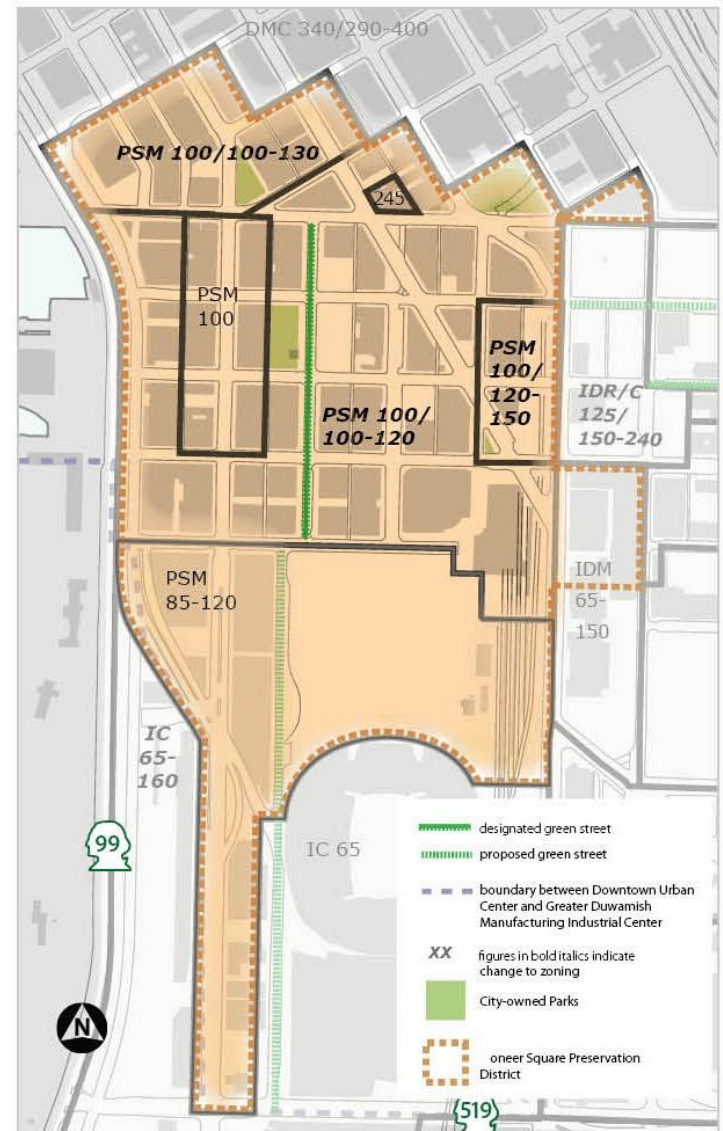 DMC 340/290-400
PSM 100/100-130
245
PSM
100
PSM
100/
120-
150
IDR/C
125/
150-240
PSM 100/
100-120
PSM
85-120
IDM
65-
150
IC
65-
160
99
IC 65
designated green street
proposed green street
boundary between Downtown Urban
Center and Greater Duwamish
Manufacturing Industrial Center
XX
figures in bold italics indicate
change to zoning
City-owned Parks
N
oneer Square Preservation
District
519